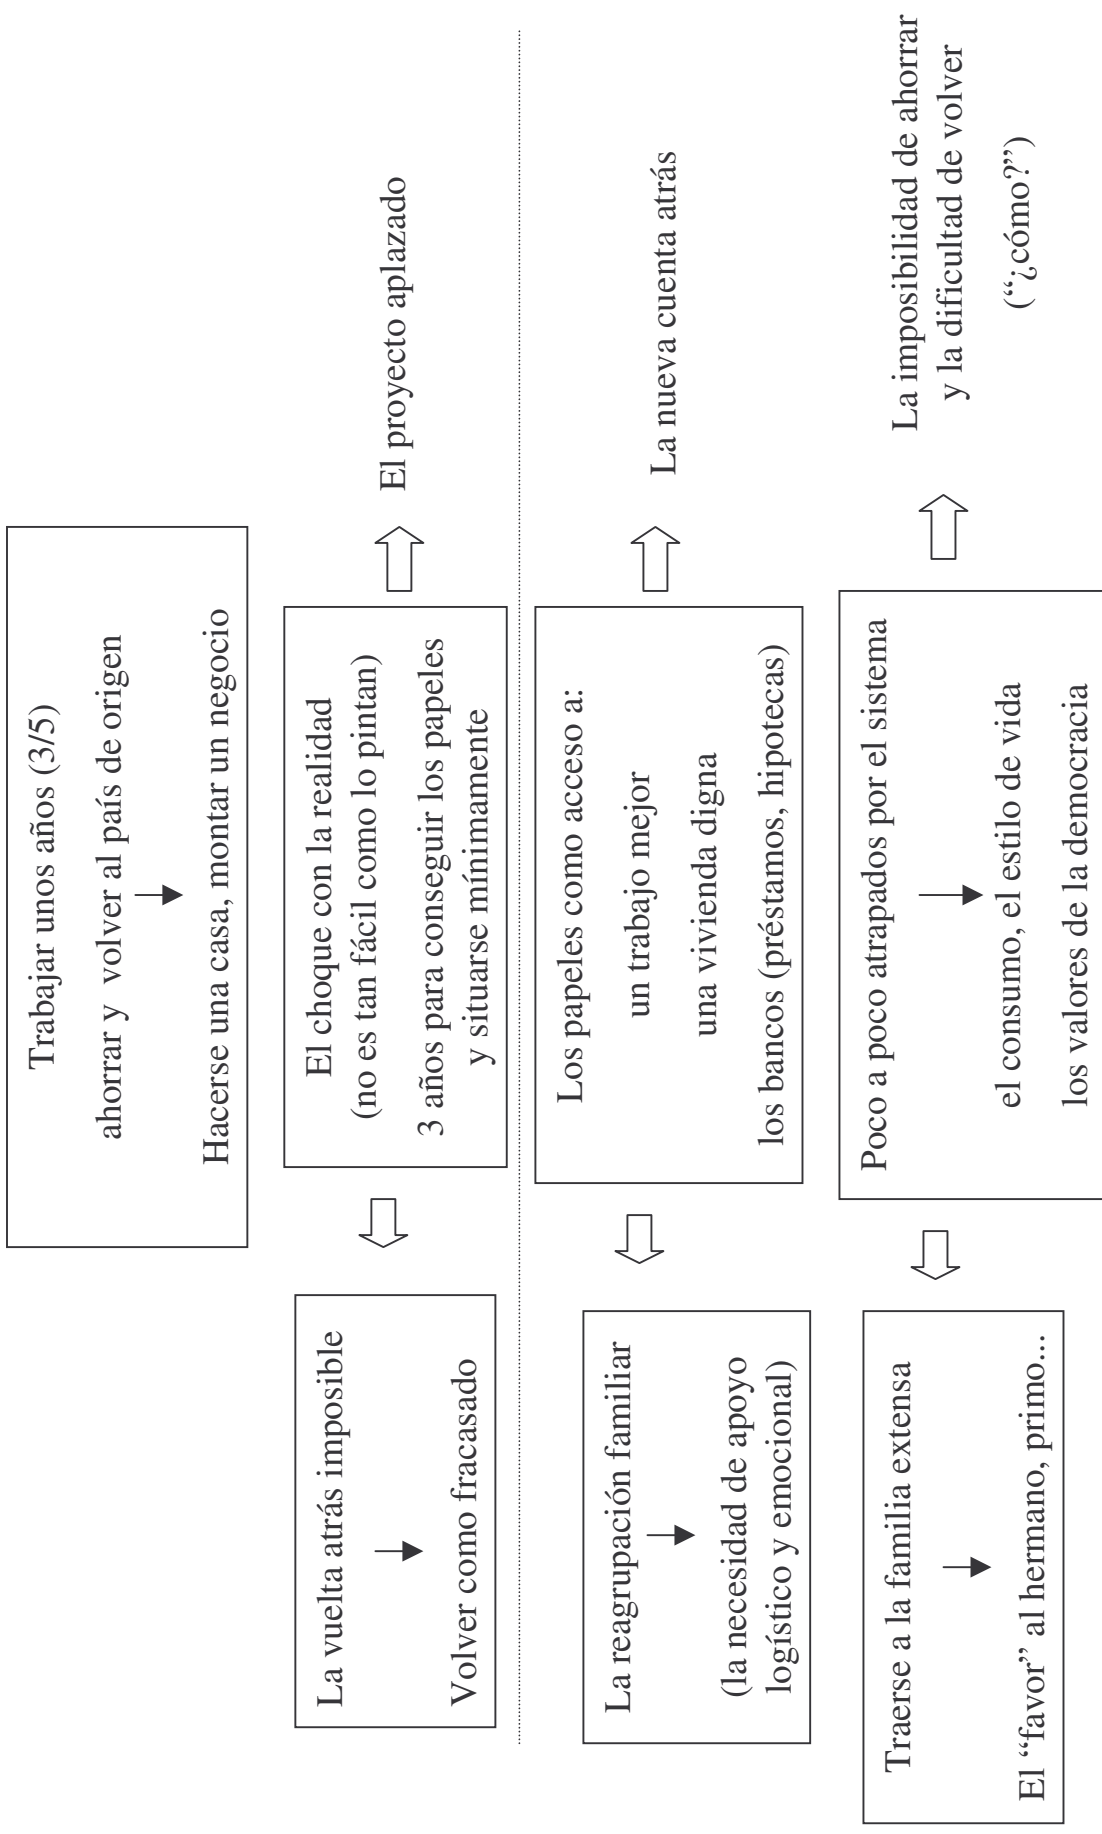 Trabajar unos años (3/5)
ahorrar y volver al país de origen
Hacerse una casa, montar un negocio
La vuelta atrás imposible
Volver como fracasado
El choque con la realidad
(no es tan fácil como lo pintan)
3 años para conseguir los papeles
y situarse mínimamente
El proyecto aplazado
La reagrupación familiar
(la necesidad de apoyo
logístico y emocional)
Los papeles como acceso a:
un trabajo mejor
una vivienda digna
los bancos (préstamos, hipotecas)
La nueva cuenta atrás
Traerse a la familia extensa
El “favor” al hermano, primo...
Poco a poco atrapados por el sistema
el consumo, el estilo de vida
los valores de la democracia
La imposibilidad de ahorrar
y la dificultad de volver
(“¿cómo?”)